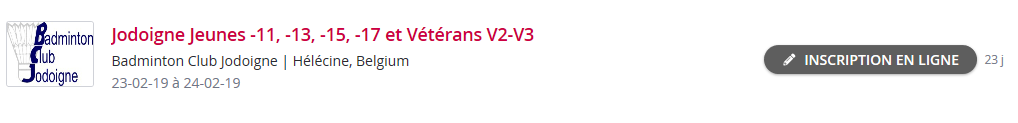 Badminton
Club
Jodoigne
Jodoigne Jeunes -11, -13, -15, -17 et Vétérans V2-V3
Badminton Club Jodoigne | Hélécine, Belgium
23-02-19 à 24-02-19
INSCRIPTION EN LIGNE 23 j